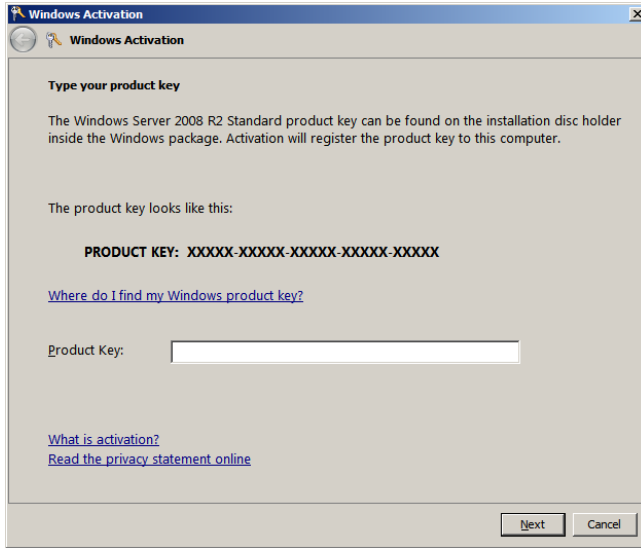 Windows Activation
Windows Activation
Type your product key
The Windows Server 2008 R2 Standard product key can be found on the installation disc holder
inside the Windows package. Activation will register the product key to this computer.
The product key looks like this:
PRODUCT KEY: XXXXX-XXXXX-XXXXX-XXXXX-XXXXX
Where do I find my Windows product key?
Product Key:
What is activation?
Read the privacy statement online
Next Cancel